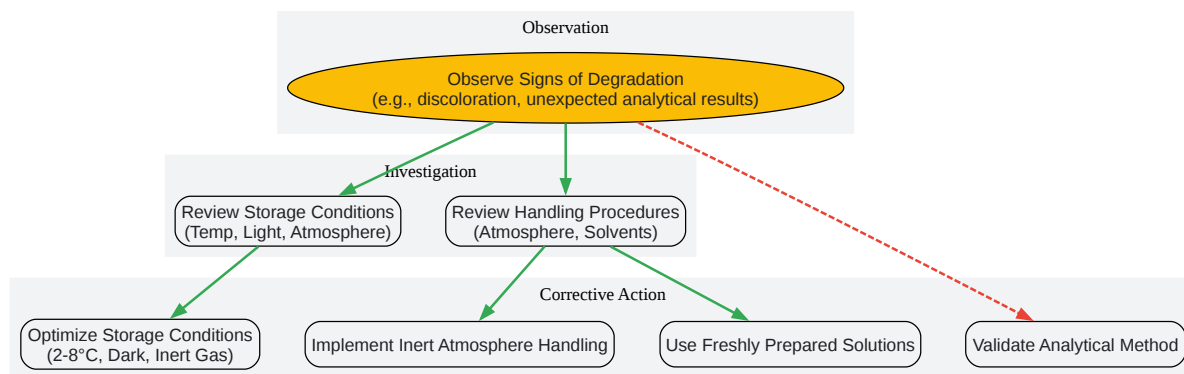 Observation
Observe Signs of Degradation
(e.g., discoloration, unexpected analytical results)
Investigation
Review Storage Conditions
(Temp, Light, Atmosphere)
Review Handling Procedures
(Atmosphere, Solvents)
Corrective Action
Optimize Storage Conditions
(2-8°C, Dark, Inert Gas)
Implement Inert Atmosphere Handling
Use Freshly Prepared Solutions
Validate Analytical Method